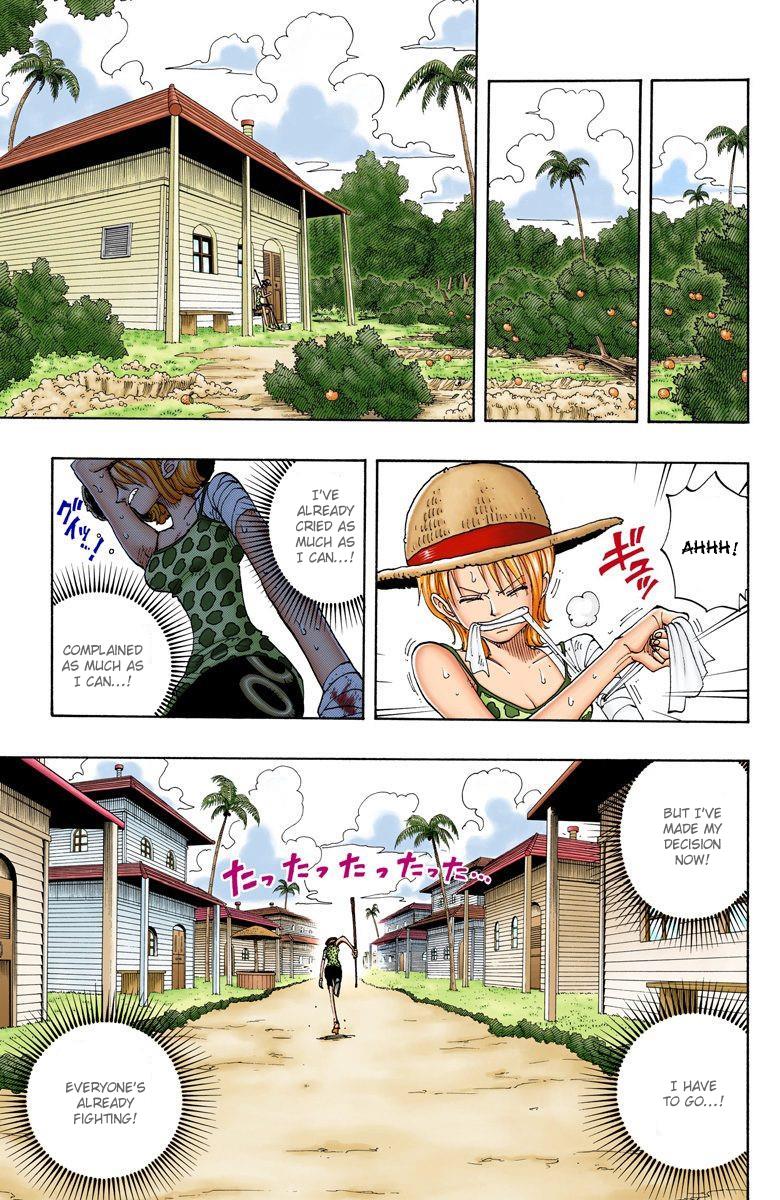 AHHH!
ギュッ
I'VE
ALREADY
CRIED AS
MUCH AS
I CAN...!
グイッ...!
COMPLAINED
AS MUCH AS
I CAN...!
BUT I'VE
MADE MY
DECISION
NOW!
たったったったった...
EVERYONE'S
ALREADY
FIGHTING!
I HAVE
TO GO...!